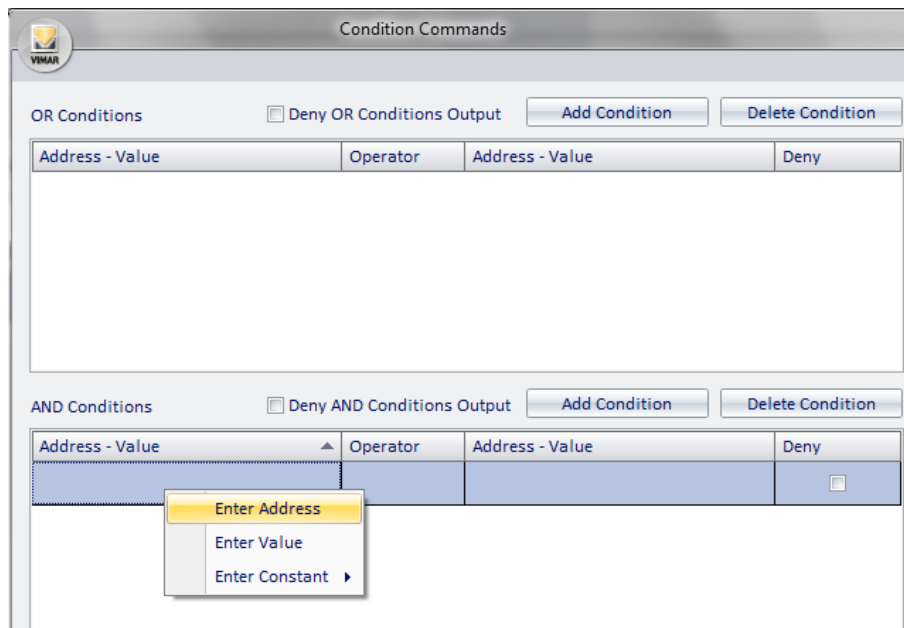 Condition Commands
VIMAR
OR Conditions Deny OR Conditions Output Add Condition Delete Condition
Address - Value Operator Address - Value Deny
AND Conditions Deny AND Conditions Output Add Condition Delete Condition
Address - Value Operator Address - Value Deny
Enter Address
Enter Value
Enter Constant